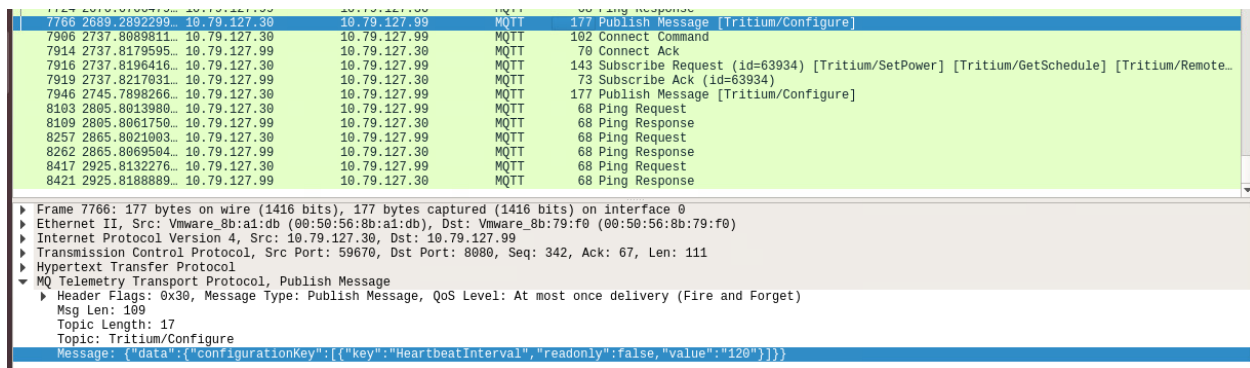 7766 2689.2892299… 10.79.127.30 10.79.127.99 MQTT 177 Publish Message [Tritium/Configure]
7906 2737.8089811… 10.79.127.30 10.79.127.99 MQTT 102 Connect Command
7914 2737.8179595… 10.79.127.99 10.79.127.30 MQTT 70 Connect Ack
7916 2737.8196416… 10.79.127.30 10.79.127.99 MQTT 143 Subscribe Request (id=63934) [Tritium/SetPower] [Tritium/GetSchedule] [Tritium/Remote…
7919 2737.8217031… 10.79.127.99 10.79.127.30 MQTT 73 Subscribe Ack (id=63934)
7946 2745.7898266… 10.79.127.30 10.79.127.99 MQTT 177 Publish Message [Tritium/Configure]
8103 2805.8013980… 10.79.127.30 10.79.127.99 MQTT 68 Ping Request
8109 2805.8061750… 10.79.127.99 10.79.127.30 MQTT 68 Ping Response
8257 2865.8021003… 10.79.127.30 10.79.127.99 MQTT 68 Ping Request
8262 2865.8069504… 10.79.127.99 10.79.127.30 MQTT 68 Ping Response
8417 2925.8132276… 10.79.127.30 10.79.127.99 MQTT 68 Ping Request
8421 2925.8188889… 10.79.127.99 10.79.127.30 MQTT 68 Ping Response
Frame 7766: 177 bytes on wire (1416 bits), 177 bytes captured (1416 bits) on interface 0
Ethernet II, Src: Vmware_8b:a1:db (00:50:56:8b:a1:db), Dst: Vmware_8b:79:f0 (00:50:56:8b:79:f0)
Internet Protocol Version 4, Src: 10.79.127.30, Dst: 10.79.127.99
Transmission Control Protocol, Src Port: 59670, Dst Port: 8080, Seq: 342, Ack: 67, Len: 111
Hypertext Transfer Protocol
MQ Telemetry Transport Protocol, Publish Message
Header Flags: 0x30, Message Type: Publish Message, QoS Level: At most once delivery (Fire and Forget)
Msg Len: 109
Topic Length: 17
Topic: Tritium/Configure
Message: {"data":{"configurationKey":[{"key":"HeartbeatInterval","readonly":false,"value":"120"}]}}